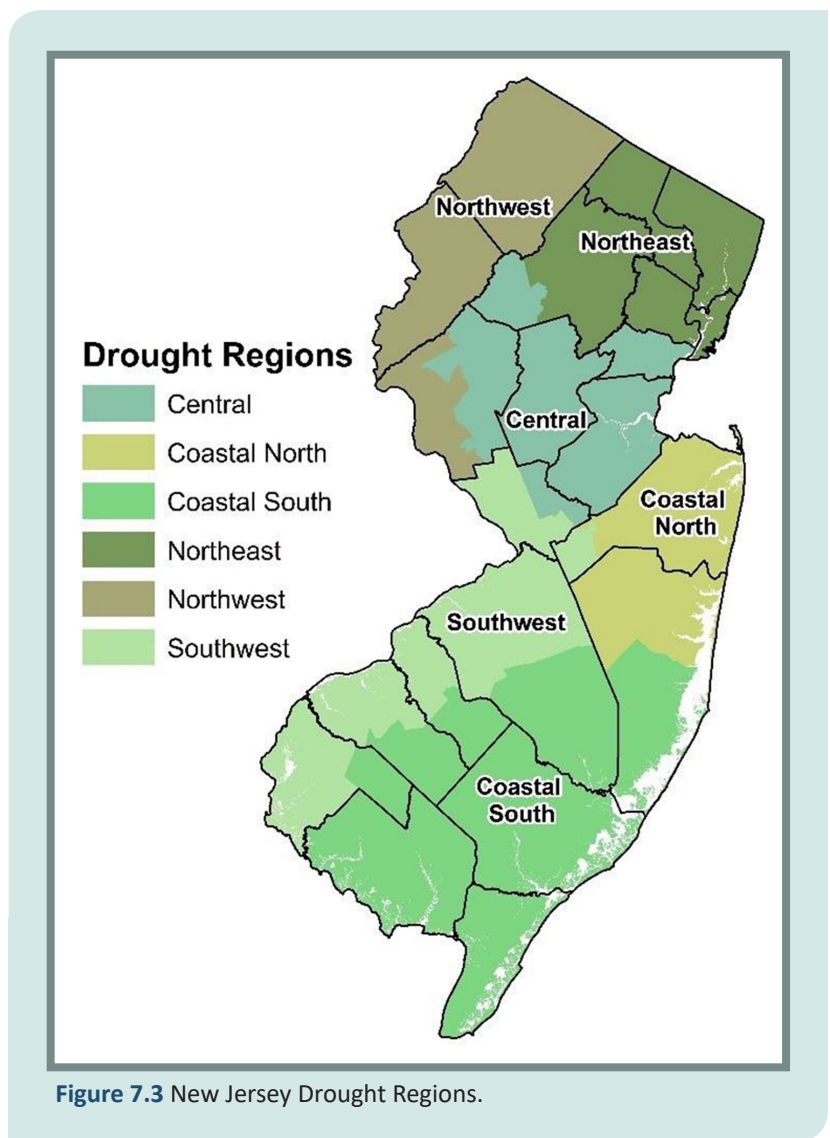 Northwest
Northeast
Drought Regions
Central
Coastal North
Coastal South
Northeast
Northwest
Southwest
Central
Coastal
North
Southwest
Coastal
South
Figure 7.3 New Jersey Drought Regions.